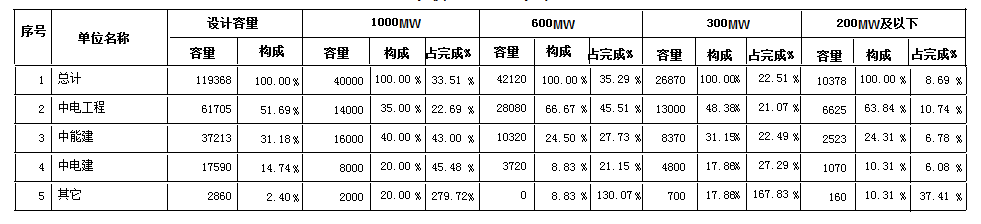 序号 单位名称 设计容量 1000MW 600MW 300MW 200MW及以下
容量 构成 容量 构成 占完成% 容量 构成 占完成% 容量 构成 占完成% 容量 构成 占完成%
1 总计 119368 100.00% 40000 100.00 % 33.51 % 42120 100.00 % 35.29 % 26870 100.00% 22.51 % 10378 100.00 % 8.69 %
2 中电工程 61705 51.69% 14000 35.00 % 22.69 % 28080 66.67 % 45.51 % 13000 48.38% 21.07 % 6625 63.84 % 10.74 %
3 中能建 37213 31.18% 16000 40.00 % 43.00 % 10320 24.50 % 27.73 % 8370 31.15% 22.49 % 2523 24.31 % 6.78 %
4 中电建 17590 14.74% 8000 20.00 % 45.48 % 3720 8.83 % 21.15 % 4800 17.86% 27.29 % 1070 10.31 % 6.08 %
5 其它 2860 2.40% 2000 20.00 % 279.72% 0 8.83 % 130.07 % 700 17.86% 167.83 % 160 10.31 % 37.41 %